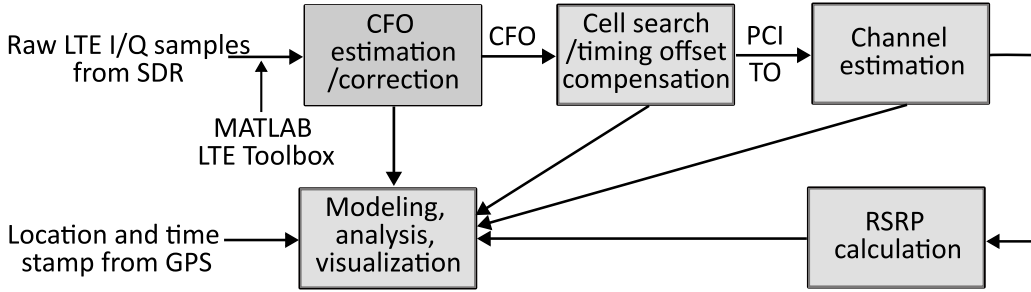 Raw LTE I/Q samples
from SDR
MATLAB
LTE Toolbox
CFO
estimation
/correction
CFO
Cell search
/timing offset
compensation
PCI
TO
Channel
estimation
Location and time
stamp from GPS
Modeling,
analysis,
visualization
RSRP
calculation